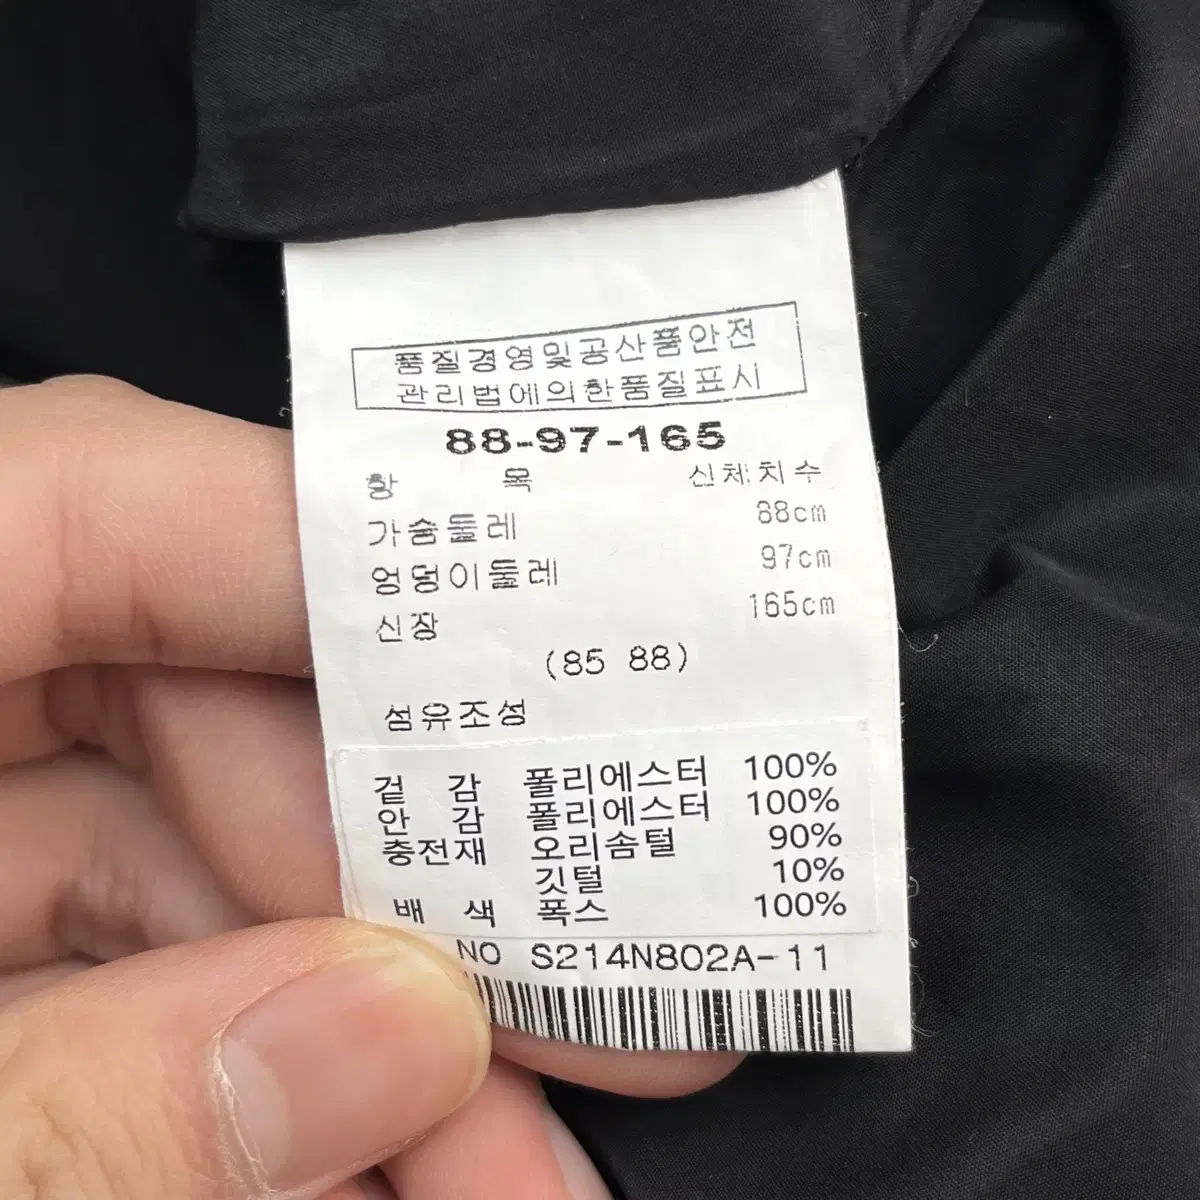 품질경영및공산품안전
관리법에의한품질표시
88-97-165
항 목 신체치수
가슴둘레 88cm
엉덩이둘레 97cm
신장 165cm
(85 88)
섬유조성
겉 감 폴리에스터 100%
안 감 폴리에스터 100%
충전재 오리솜털 90%
깃털 10%
배 색 폭스 100%
NO S214N802A-11